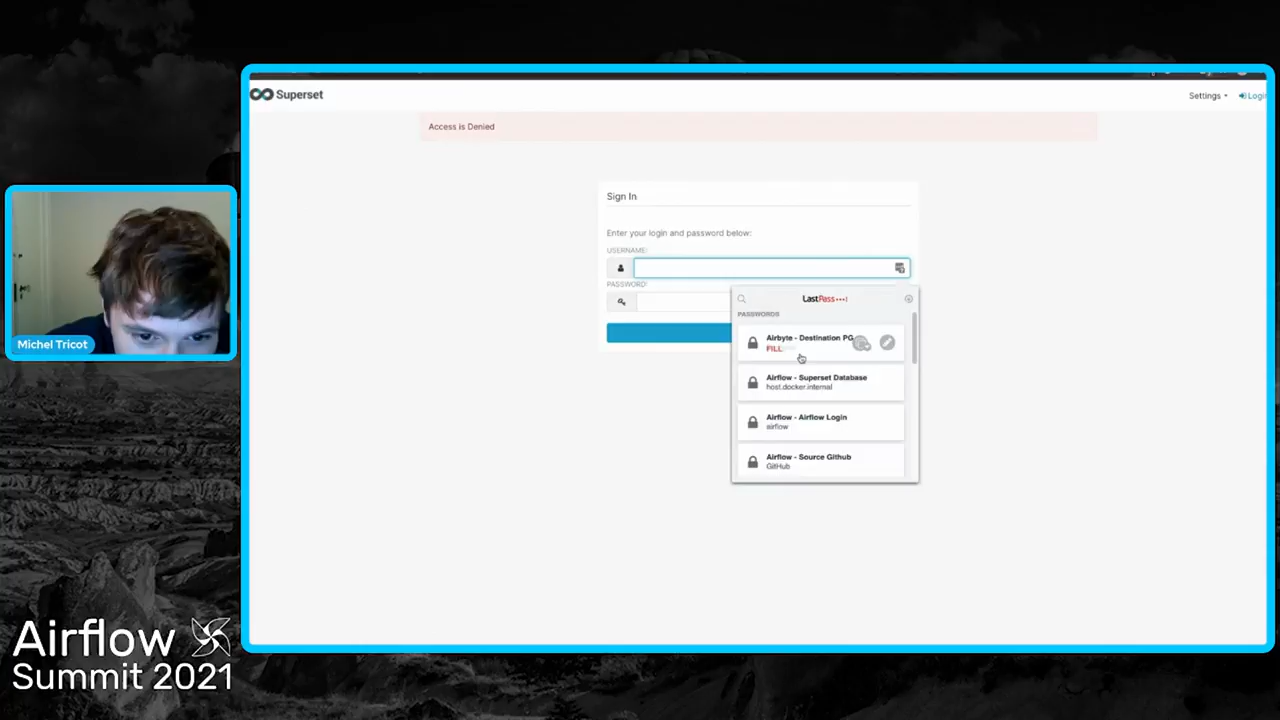 Superset
Settings
Login
Access is Denied
Sign In
Enter your login and password below:
USERNAME:
PASSWORD:
LastPass
PASSWORDS
Airbyte - Destination PG
FILL
Airflow - Superset Database
host.docker.internal
Airflow - Airflow Login
airflow
Airflow - Source Github
GitHub
Michel Tricot
Airflow
Summit 2021